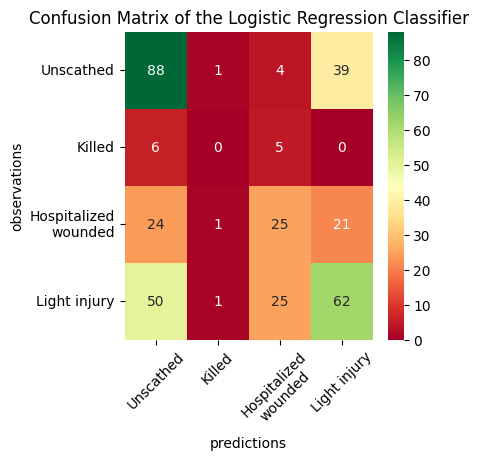 Confusion Matrix of the Logistic Regression Classifier
observations
Unscathed
88 1 4 39
Killed
6 0 5 0
Hospitalized
wounded
24 1 25 21
Light injury
50 1 25 62
80
70
60
50
40
30
20
10
0
Unscathed
Killed
Hospitalized
wounded
Light injury
predictions